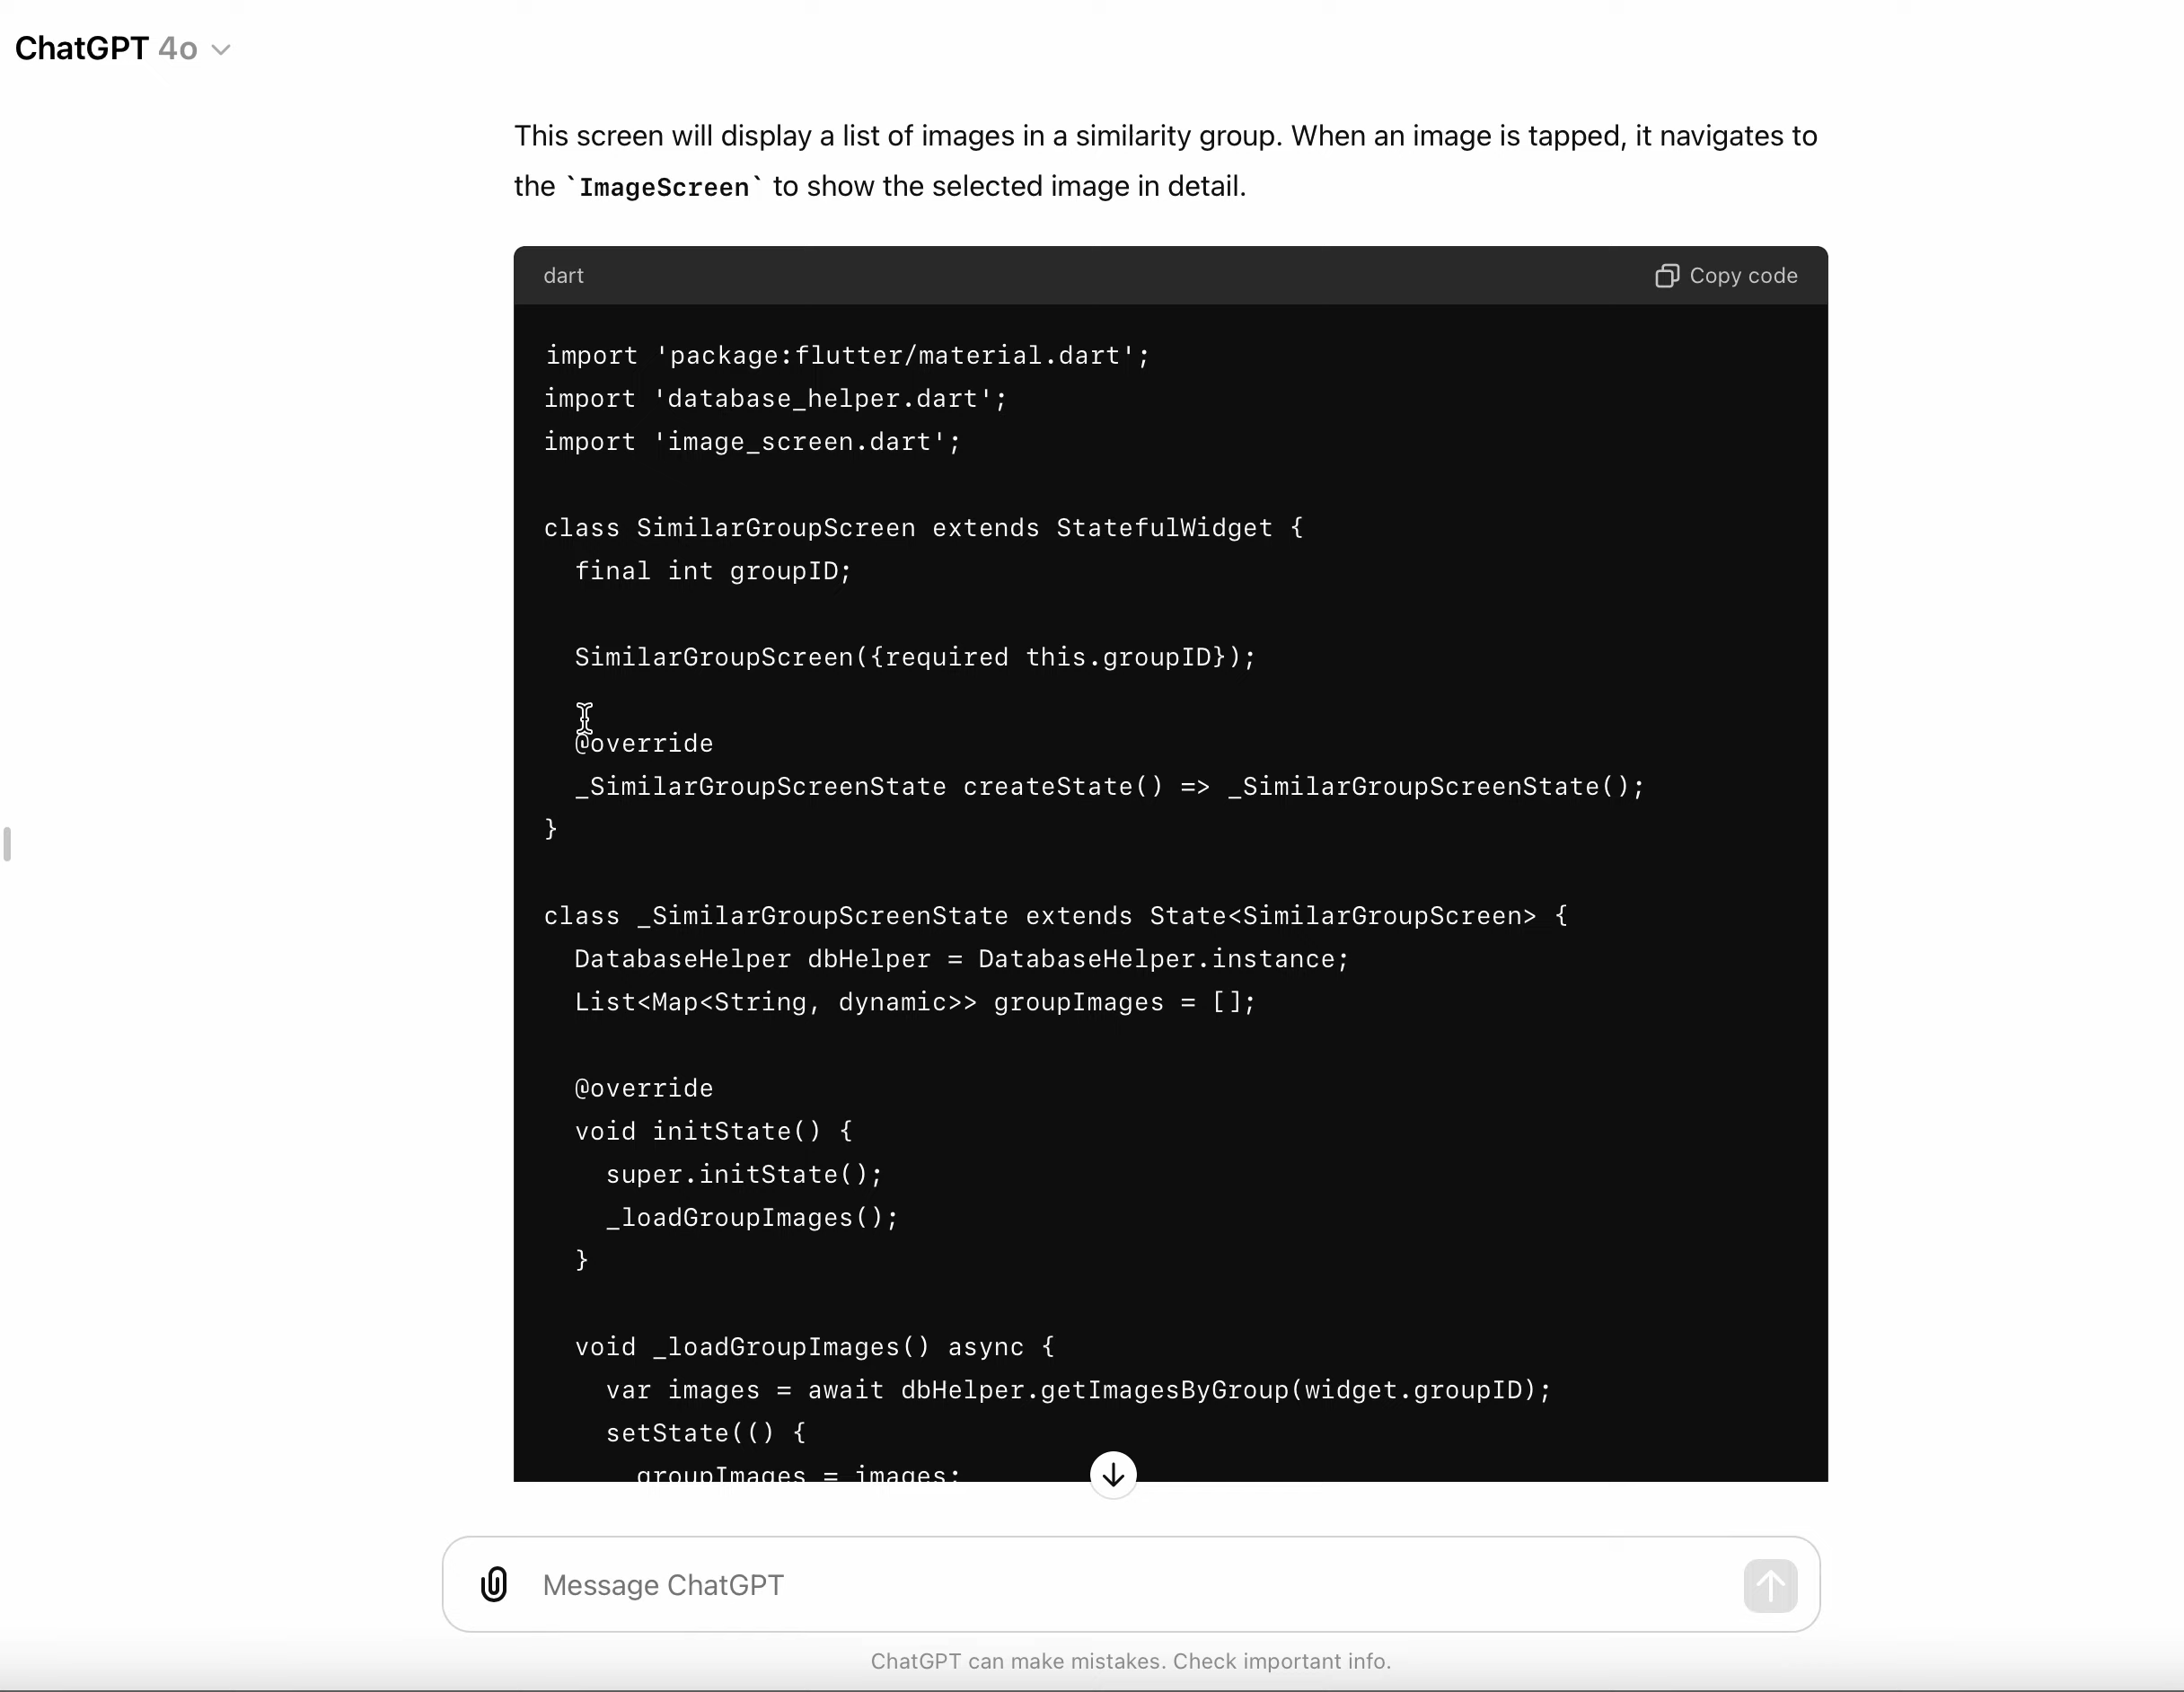 ChatGPT 4o
This screen will display a list of images in a similarity group. When an image is tapped, it navigates to
the `ImageScreen` to show the selected image in detail.
dart
Copy code
import 'package:flutter/material.dart';
import 'database_helper.dart';
import 'image_screen.dart';
class SimilarGroupScreen extends StatefulWidget {
  final int groupID;
  SimilarGroupScreen({required this.groupID});
  @override
  _SimilarGroupScreenState createState() => _SimilarGroupScreenState();
}
class _SimilarGroupScreenState extends State<SimilarGroupScreen> {
  DatabaseHelper dbHelper = DatabaseHelper.instance;
  List<Map<String, dynamic>> groupImages = [];
  @override
  void initState() {
    super.initState();
    _loadGroupImages();
  }
  void _loadGroupImages() async {
    var images = await dbHelper.getImagesByGroup(widget.groupID);
    setState(() {
      groupImages = images;
Message ChatGPT
ChatGPT can make mistakes. Check important info.